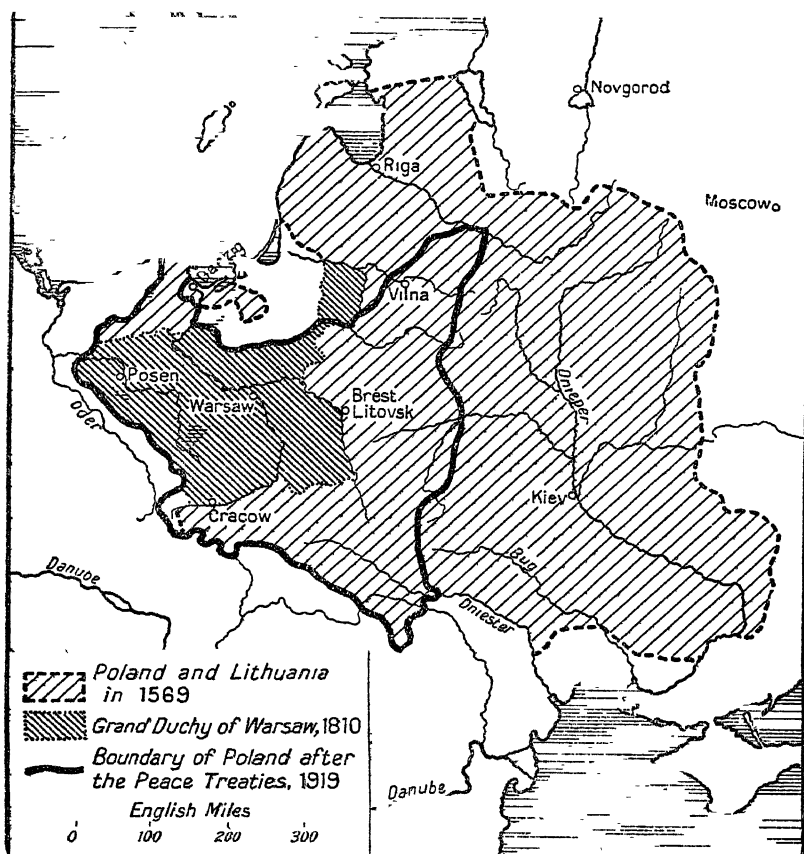 Novgorod
Riga
Moscow
Danzig
Vilna
Posen
Warsaw
Brest
Litovsk
Dnieper
Oder
Kiev
Cracow
Bug
Danube
Dniester
Poland and Lithuania
in 1569
Grand Duchy of Warsaw, 1810
Boundary of Poland after
the Peace Treaties, 1919
Danube
English Miles
0 100 200 300